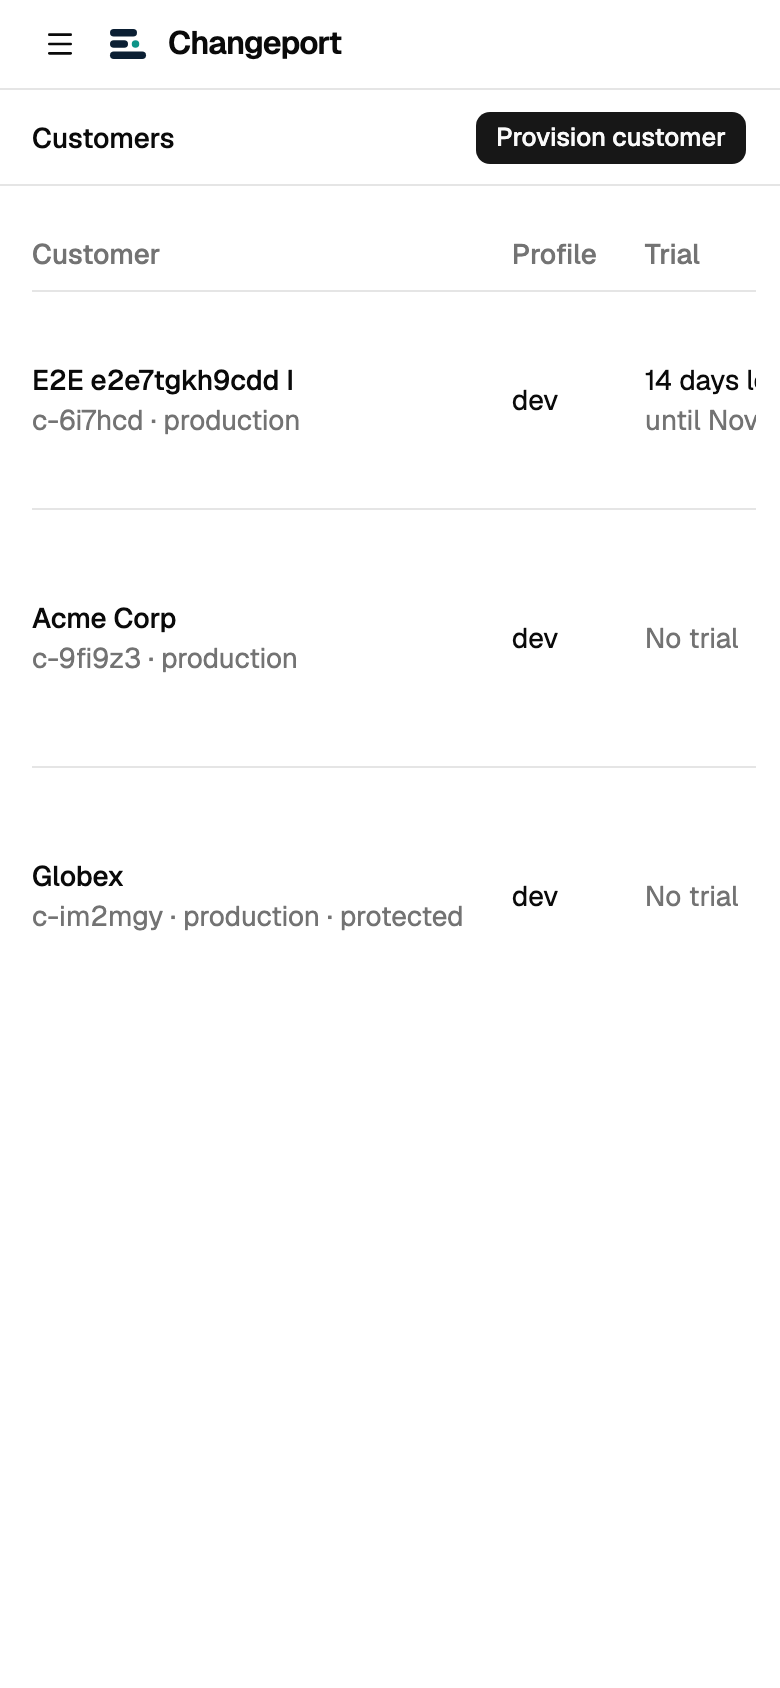 Changeport
Customers
Provision customer
Customer Profile Trial
E2E e2e7tgkh9cdd I
c-6i7hcd · production
dev
14 days
until Nov
Acme Corp
c-9fi9z3 · production
dev
No trial
Globex
c-im2mgy · production · protected
dev
No trial